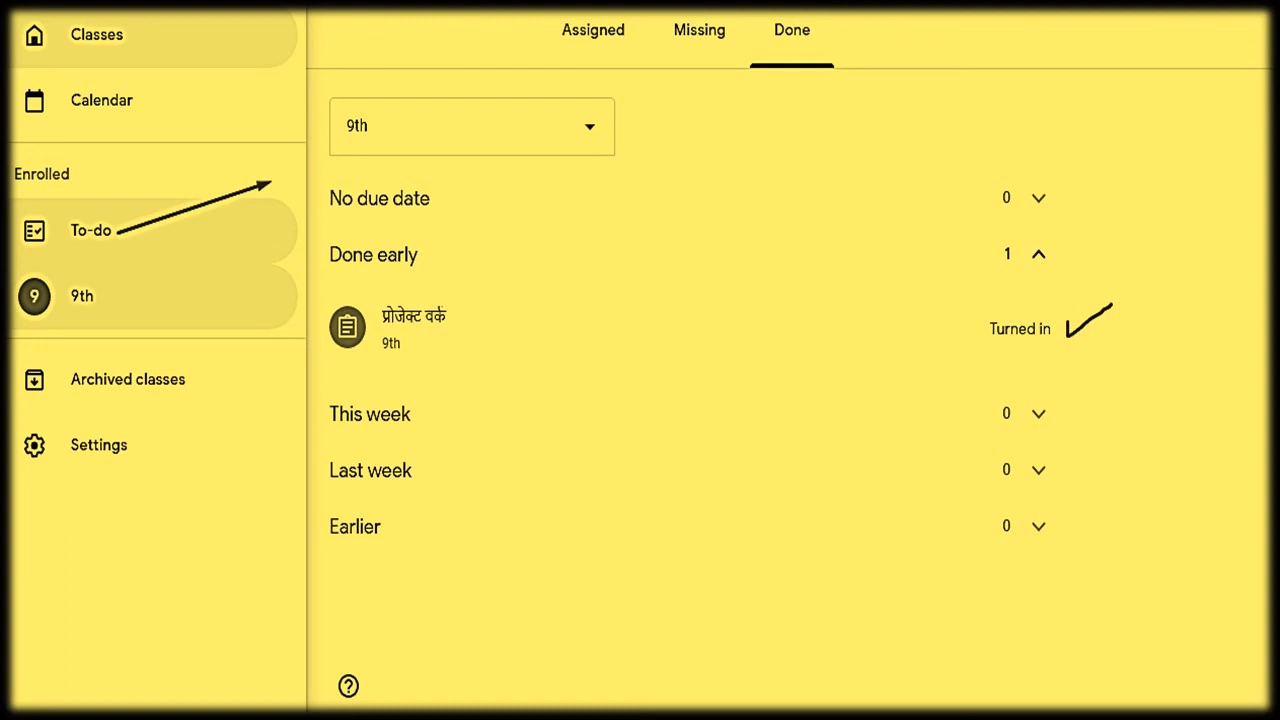 Classes
Calendar
Enrolled
To-do
9 9th
Archived classes
Settings
Assigned Missing Done
9th
No due date 0
Done early 1
प्रोजेक्ट वर्क Turned in
9th
This week 0
Last week 0
Earlier 0